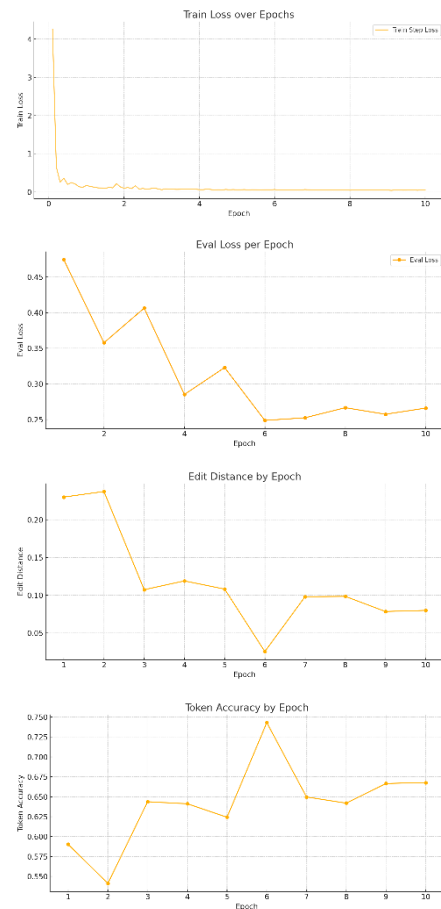 Train Loss over Epochs
Train Step Loss
4
3
2
1
0
Train Loss
0 2 4 6 8 10
Epoch
Eval Loss per Epoch
Eval Loss
0.45
0.40
0.35
0.30
0.25
Eval Loss
2 4 6 8 10
Epoch
Edit Distance by Epoch
0.20
0.15
0.10
0.05
Edit Distance
1 2 3 4 5 6 7 8 9 10
Epoch
Token Accuracy by Epoch
0.750
0.725
0.700
0.675
0.650
0.625
0.600
0.575
0.550
Token Accuracy
1 2 3 4 5 6 7 8 9 10
Epoch